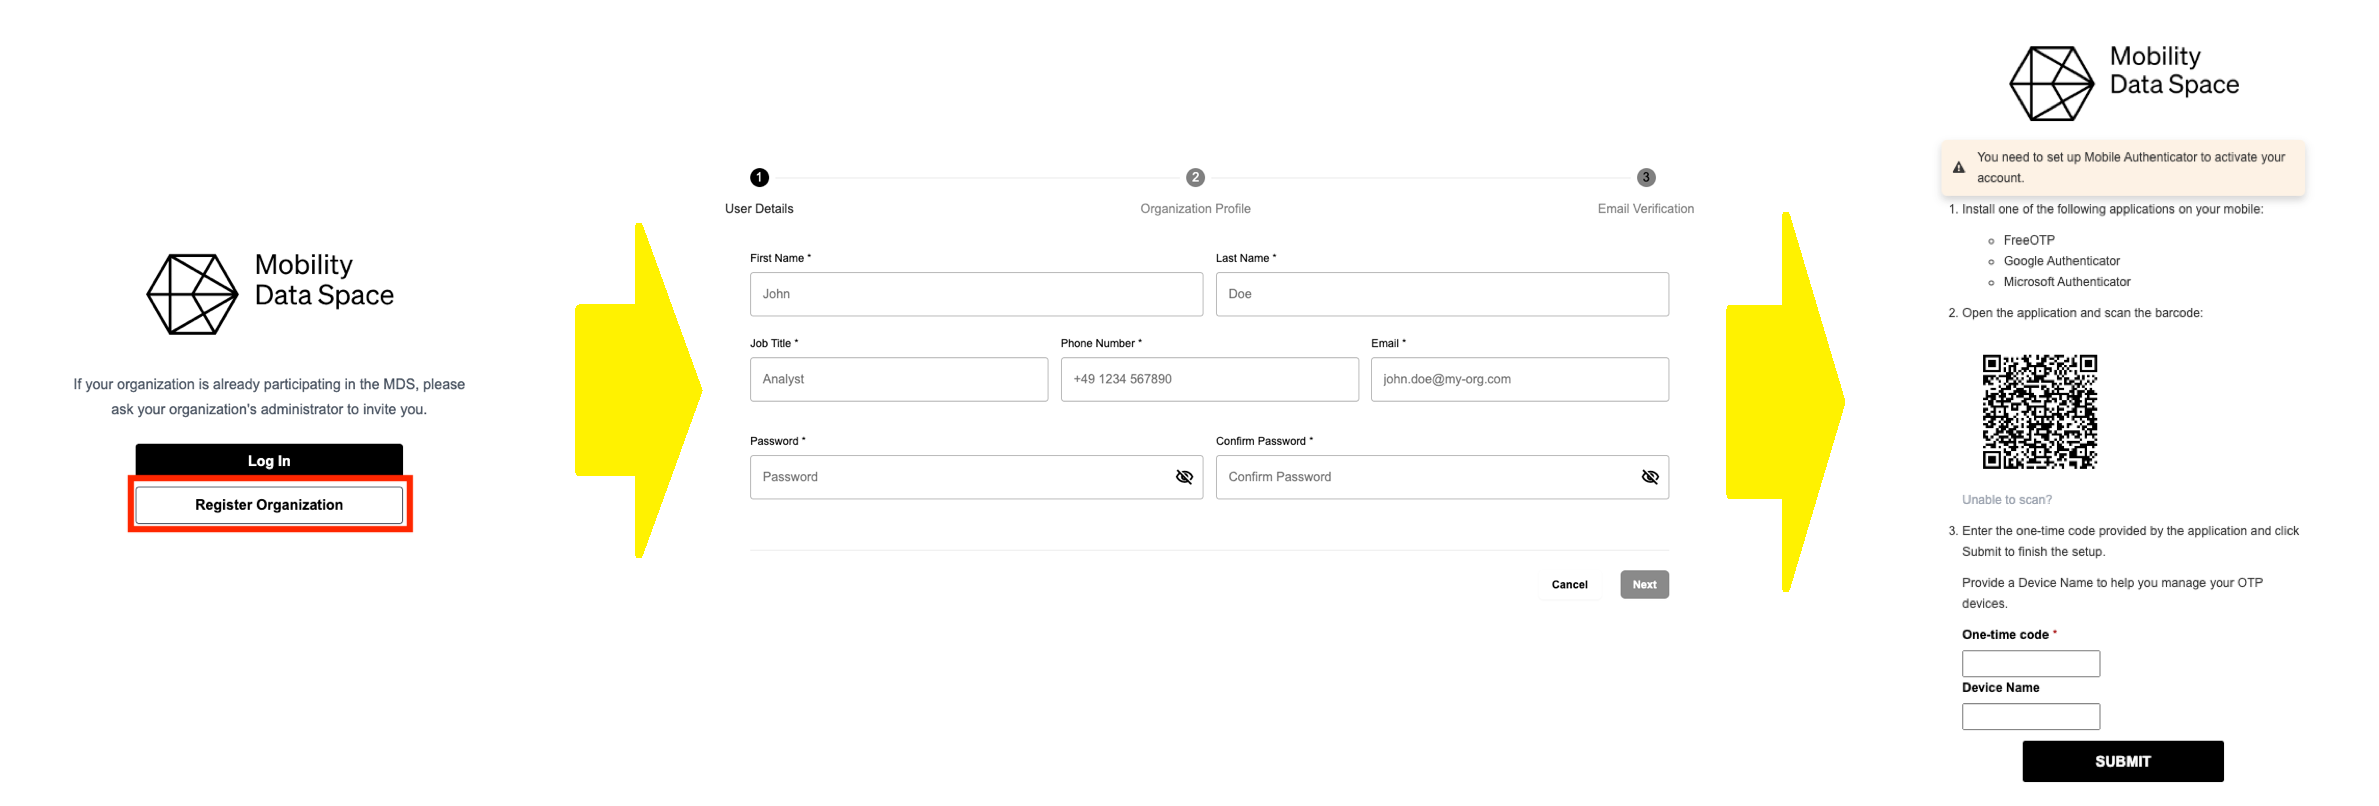 Mobility
Data Space
If your organization is already participating in the MDS, please
ask your organization's administrator to invite you.
Log In
Register Organization
1
2
3
User Details
Organization Profile
Email Verification
First Name *
Last Name *
John
Doe
Job Title *
Phone Number *
Email *
Analyst
+49 1234 567890
john.doe@my-org.com
Password *
Confirm Password *
Password
Confirm Password
Cancel
Next
Mobility
Data Space
You need to set up Mobile Authenticator to activate your
account.
1. Install one of the following applications on your mobile:
FreeOTP
Google Authenticator
Microsoft Authenticator
2. Open the application and scan the barcode:
Unable to scan?
3. Enter the one-time code provided by the application and click
Submit to finish the setup.
Provide a Device Name to help you manage your OTP
devices.
One-time code *
Device Name
SUBMIT